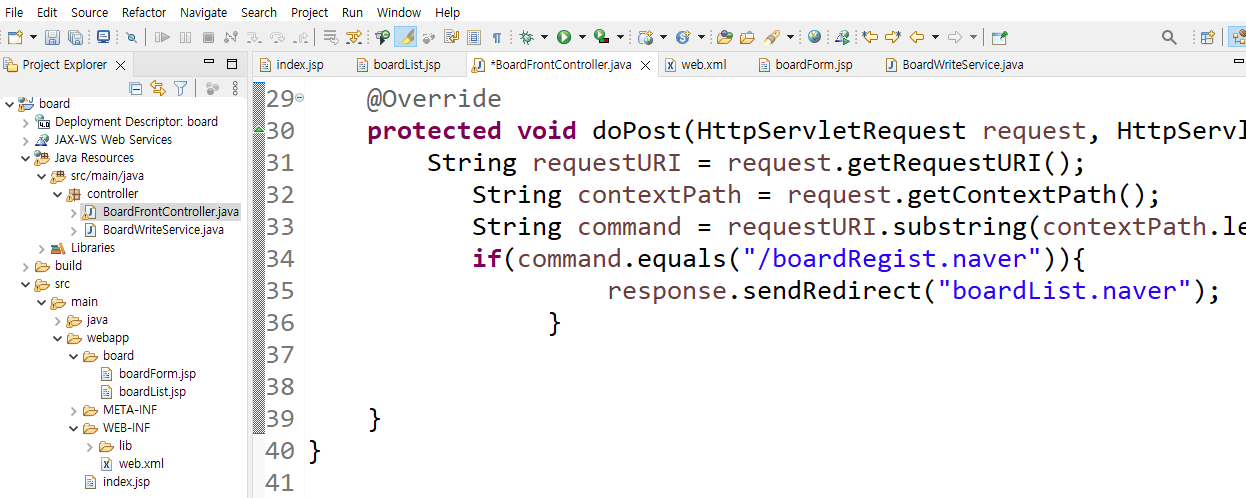 File Edit Source Refactor Navigate Search Project Run Window Help
Project Explorer
index.jsp boardList.jsp *BoardFrontController.java web.xml boardForm.jsp BoardWriteService.java
board
Deployment Descriptor: board
JAX-WS Web Services
Java Resources
src/main/java
controller
BoardFrontController.java
BoardWriteService.java
Libraries
build
src
main
java
webapp
board
boardForm.jsp
boardList.jsp
META-INF
WEB-INF
lib
web.xml
index.jsp
29 @Override
30 protected void doPost(HttpServletRequest request, HttpServl
31 String requestURI = request.getRequestURI();
32 String contextPath = request.getContextPath();
33 String command = requestURI.substring(contextPath.le
34 if(command.equals("/boardRegist.naver")){
35 response.sendRedirect("boardList.naver");
36 }
37
38
39 }
40 }
41